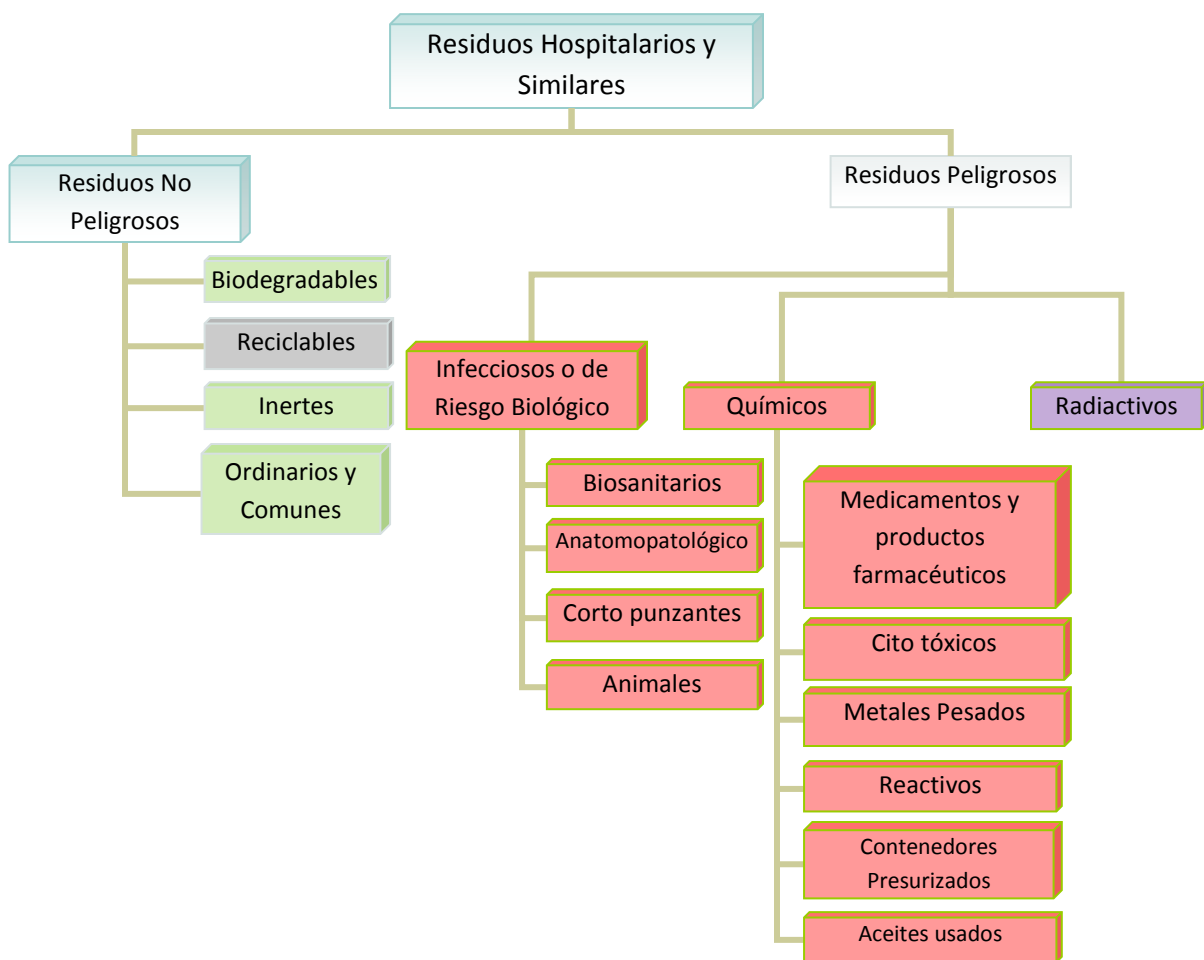 Residuos Hospitalarios y
Similares
Residuos No
Peligrosos
Residuos Peligrosos
Biodegradables
Reciclables
Inertes
Ordinarios y
Comunes
Infecciosos o de
Riesgo Biológico
Químicos
Radiactivos
Biosanitarios
Anatomopatológico
Corto punzantes
Animales
Medicamentos y
productos
farmacéuticos
Cito tóxicos
Metales Pesados
Reactivos
Contenedores
Presurizados
Aceites usados